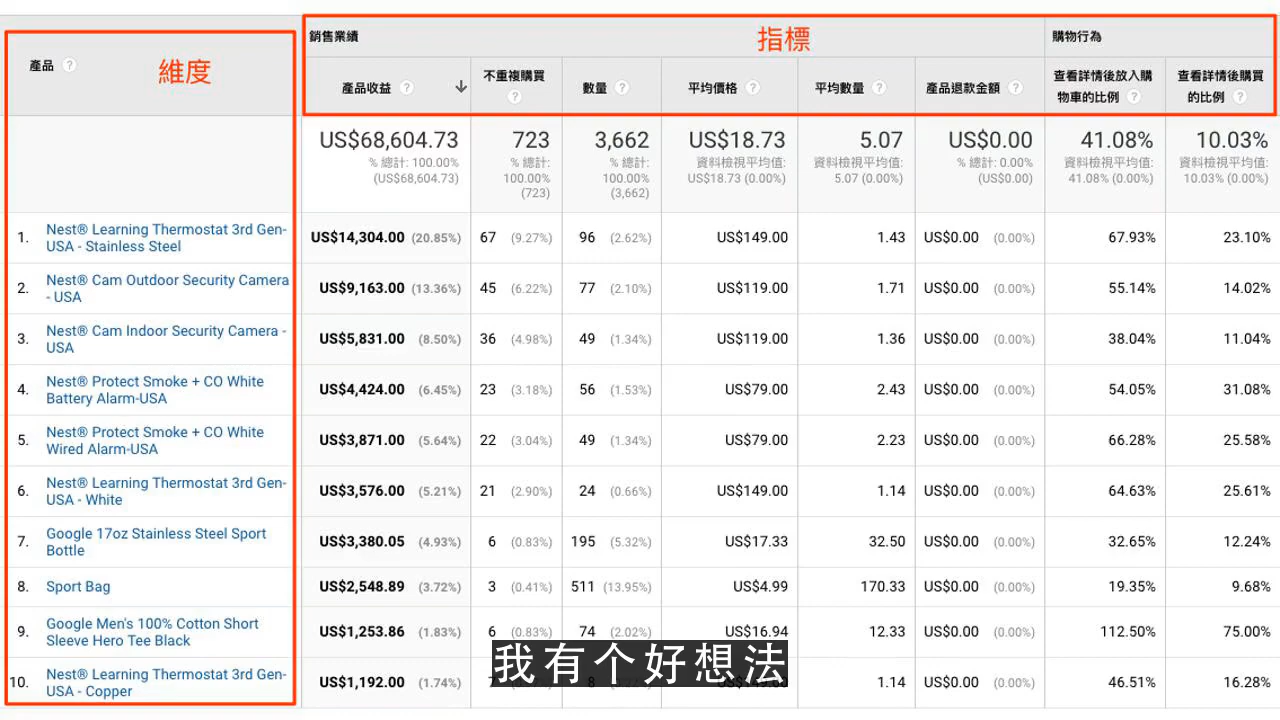 維度
指標
產品 ?
銷售業績
購物行為
產品收益 ?
不重複購買 ?
數量 ?
平均價格 ?
平均數量 ?
產品退款金額 ?
查看詳情後放入購
物車的比例 ?
查看詳情後購買
的比例 ?
US$68,604.73
% 總計: 100.00%
(US$68,604.73)
723
% 總計:
100.00%
(723)
3,662
% 總計:
100.00%
(3,662)
US$18.73
資料檢視平均值:
US$18.73 (0.00%)
5.07
資料檢視平均值:
5.07 (0.00%)
US$0.00
% 總計: 0.00%
(US$0.00)
41.08%
資料檢視平均值:
41.08% (0.00%)
10.03%
資料檢視平均值:
10.03% (0.00%)
1. Nest® Learning Thermostat 3rd Gen-
USA - Stainless Steel
US$14,304.00 (20.85%) 67 (9.27%) 96 (2.62%) US$149.00 1.43 US$0.00 (0.00%) 67.93% 23.10%
2. Nest® Cam Outdoor Security Camera
- USA
US$9,163.00 (13.36%) 45 (6.22%) 77 (2.10%) US$119.00 1.71 US$0.00 (0.00%) 55.14% 14.02%
3. Nest® Cam Indoor Security Camera -
USA
US$5,831.00 (8.50%) 36 (4.98%) 49 (1.34%) US$119.00 1.36 US$0.00 (0.00%) 38.04% 11.04%
4. Nest® Protect Smoke + CO White
Battery Alarm-USA
US$4,424.00 (6.45%) 23 (3.18%) 56 (1.53%) US$79.00 2.43 US$0.00 (0.00%) 54.05% 31.08%
5. Nest® Protect Smoke + CO White
Wired Alarm-USA
US$3,871.00 (5.64%) 22 (3.04%) 49 (1.34%) US$79.00 2.23 US$0.00 (0.00%) 66.28% 25.58%
6. Nest® Learning Thermostat 3rd Gen-
USA - White
US$3,576.00 (5.21%) 21 (2.90%) 24 (0.66%) US$149.00 1.14 US$0.00 (0.00%) 64.63% 25.61%
7. Google 17oz Stainless Steel Sport
Bottle
US$3,380.05 (4.93%) 6 (0.83%) 195 (5.32%) US$17.33 32.50 US$0.00 (0.00%) 32.65% 12.24%
8. Sport Bag
US$2,548.89 (3.72%) 3 (0.41%) 511 (13.95%) US$4.99 170.33 US$0.00 (0.00%) 19.35% 9.68%
9. Google Men's 100% Cotton Short
Sleeve Hero Tee Black
US$1,253.86 (1.83%) 6 (0.83%) 74 (2.02%) US$16.94 12.33 US$0.00 (0.00%) 112.50% 75.00%
10. Nest® Learning Thermostat 3rd Gen-
USA - Copper
US$1,192.00 (1.74%) 1.14 US$0.00 (0.00%) 46.51% 16.28%
我有个好想法